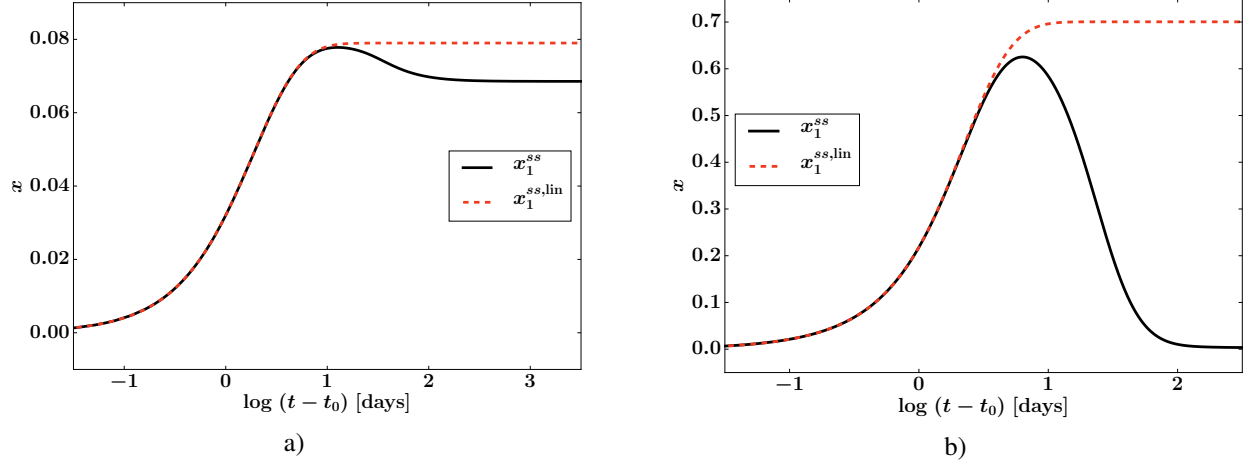 0.08
0.06
0.04
0.02
0.00
x
x_1^{ss}
x_1^{ss,lin}
−1 0 1 2 3
log (t − t_0) [days]
a)
0.7
0.6
0.5
0.4
0.3
0.2
0.1
0.0
x
x_1^{ss}
x_1^{ss,lin}
−1 0 1 2
log (t − t_0) [days]
b)